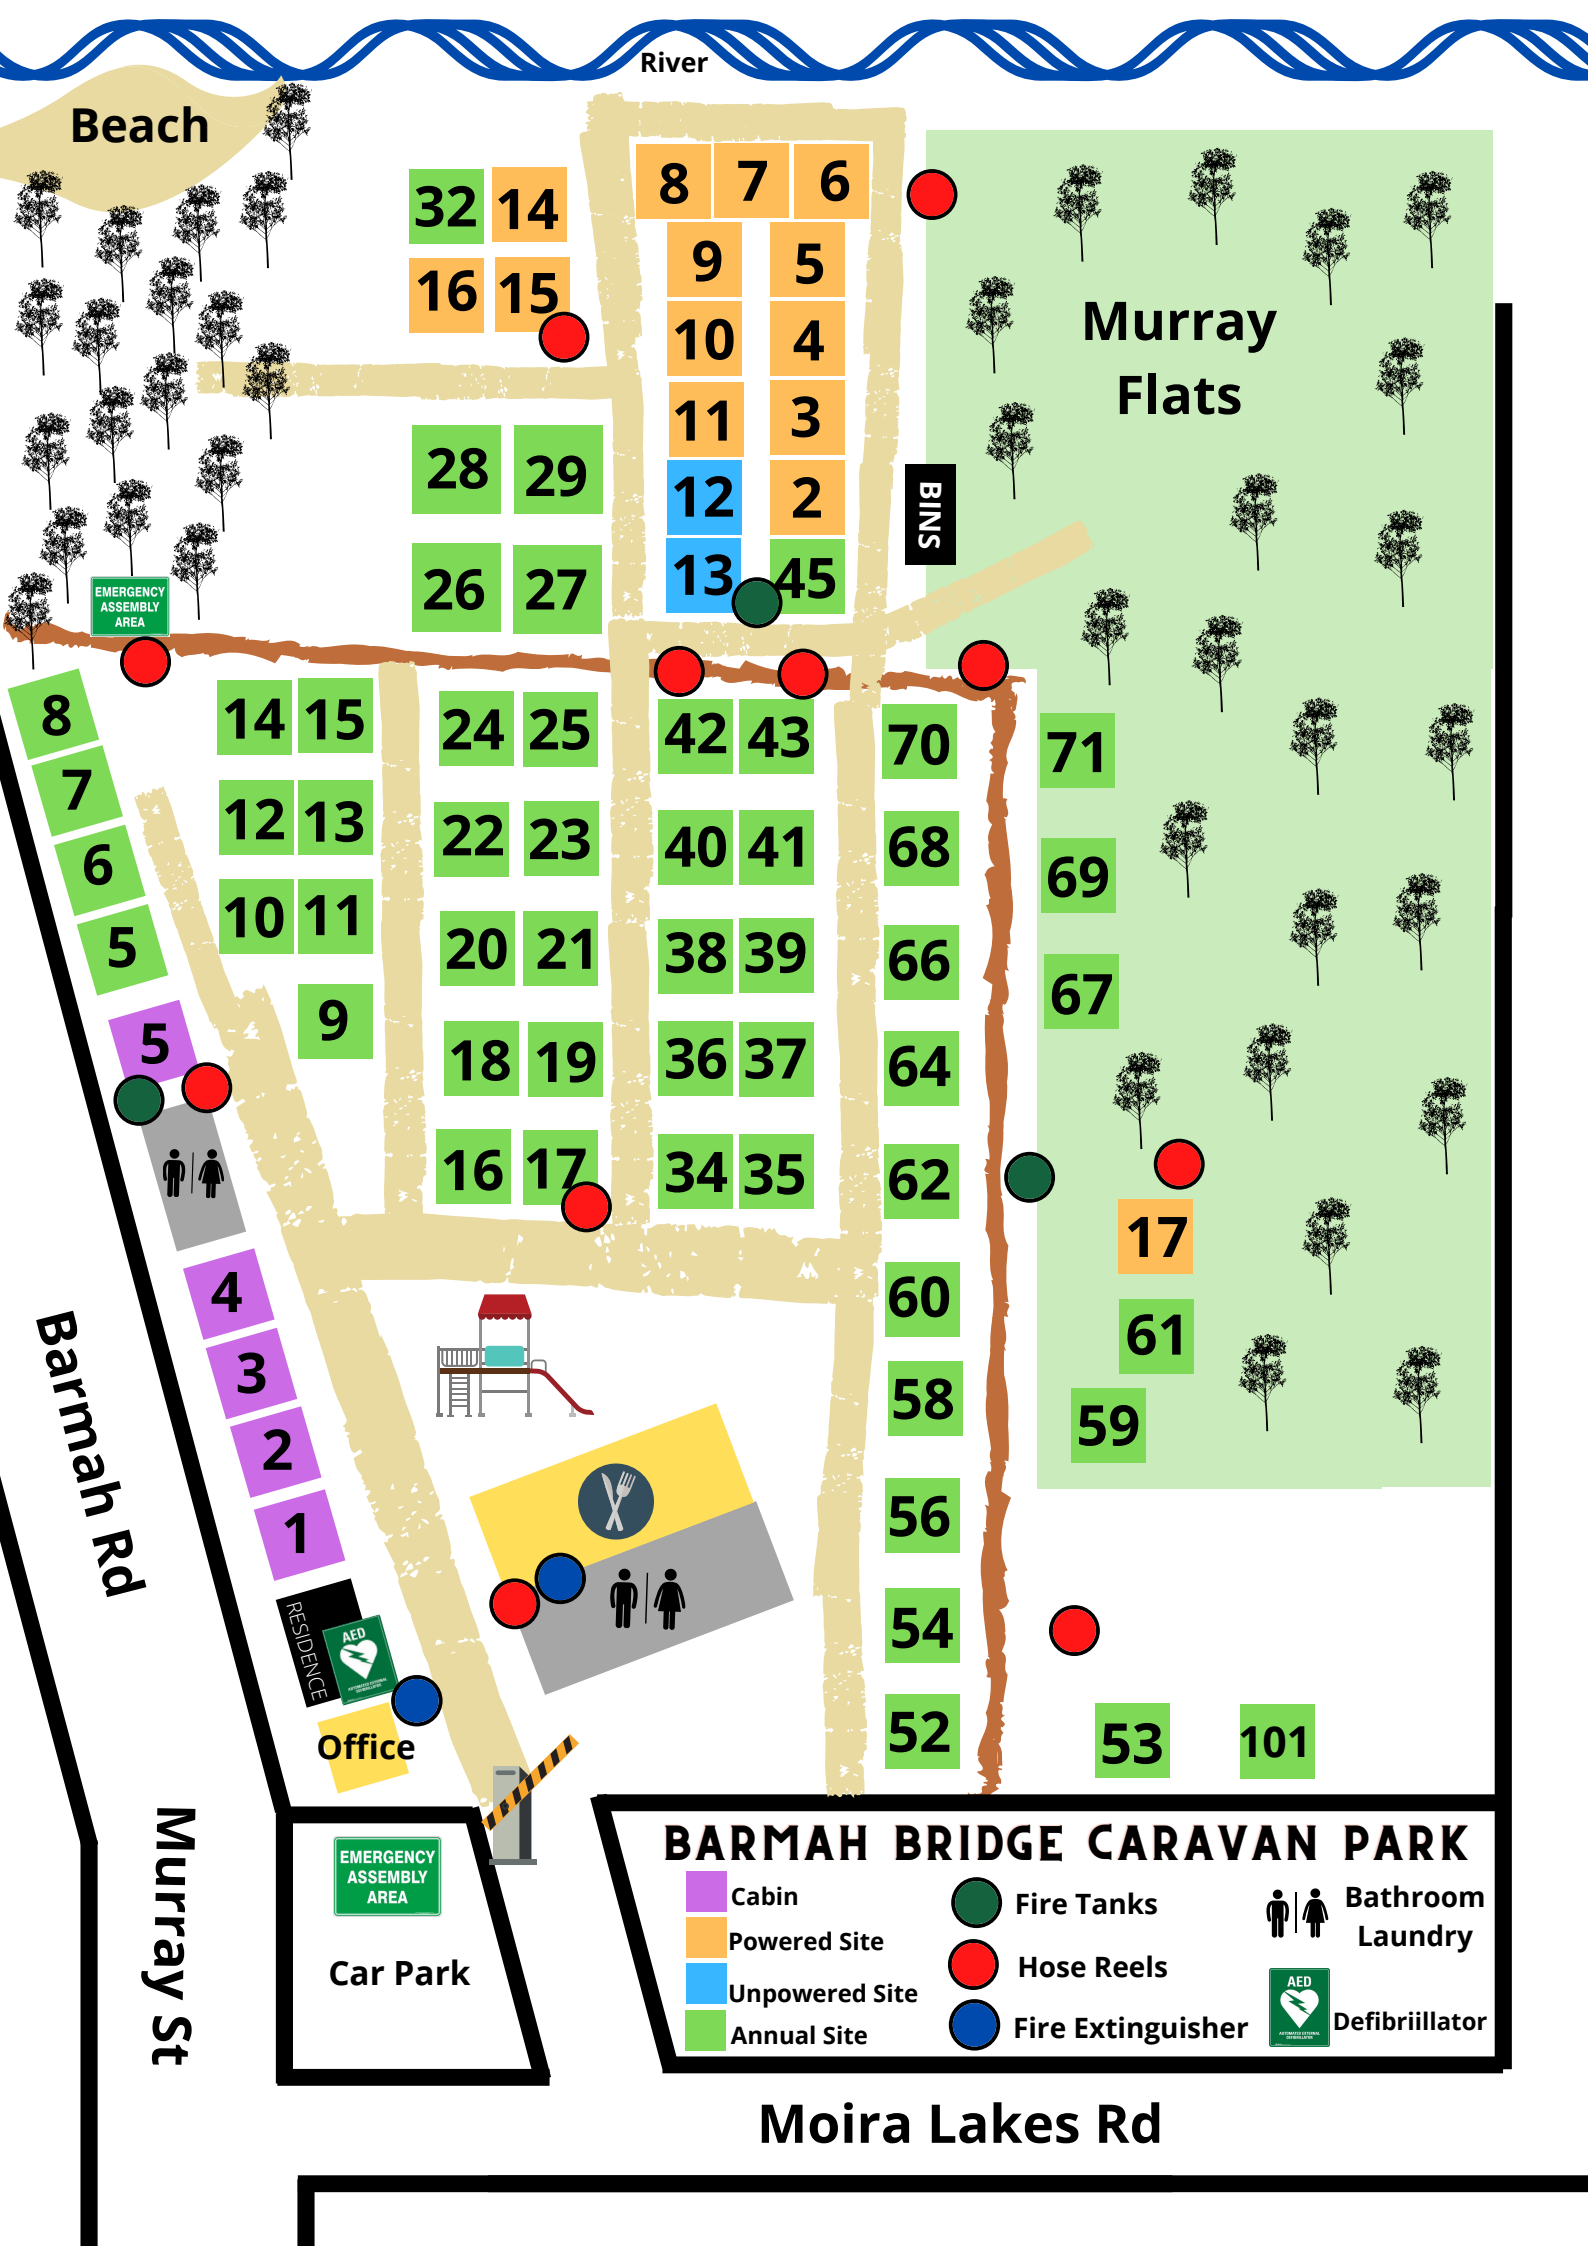 River
Beach
8 7 6
32 14
9 5
16 15
Murray
Flats
10 4
11 3
28 29
12 2
BINS
26 27
13 45
EMERGENCY
ASSEMBLY
AREA
8
14 15
24 25
42 43
70
71
7
12 13
22 23
40 41
68
6
69
5
10 11
20 21
38 39
66
67
5
9
18 19
36 37
64
16 17
34 35
62
17
4
60
61
3
58
59
2
Barmah Rd
1
56
RESIDENCE
AED
AUTOMATED EXTERNAL
DEFIBRILLATOR
54
52
53
101
Office
Murray St
EMERGENCY
ASSEMBLY
AREA
Car Park
BARMAH BRIDGE CARAVAN PARK
Cabin
Powered Site
Unpowered Site
Annual Site
Fire Tanks
Hose Reels
Fire Extinguisher
Bathroom
Laundry
AED
AUTOMATED EXTERNAL
DEFIBRILLATOR
Defibriillator
Moira Lakes Rd